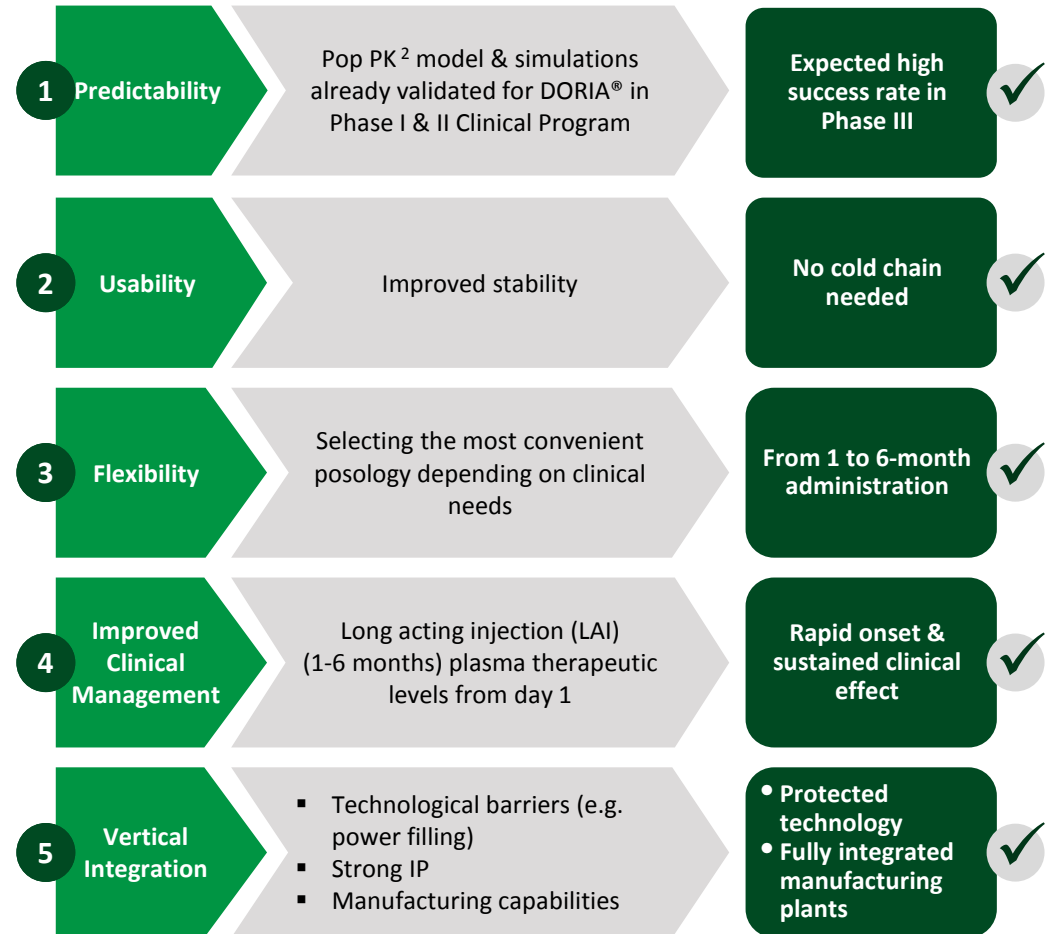 1
Predictability
Pop PK² model & simulations
already validated for DORIA® in
Phase I & II Clinical Program
Expected high
success rate in
Phase III
2
Usability
Improved stability
No cold chain
needed
3
Flexibility
Selecting the most convenient
posology depending on clinical
needs
From 1 to 6-month
administration
4
Improved
Clinical
Management
Long acting injection (LAI)
(1-6 months) plasma therapeutic
levels from day 1
Rapid onset &
sustained clinical
effect
5
Vertical
Integration
▪ Technological barriers (e.g.
power filling)
▪ Strong IP
▪ Manufacturing capabilities
• Protected
technology
• Fully integrated
manufacturing
plants